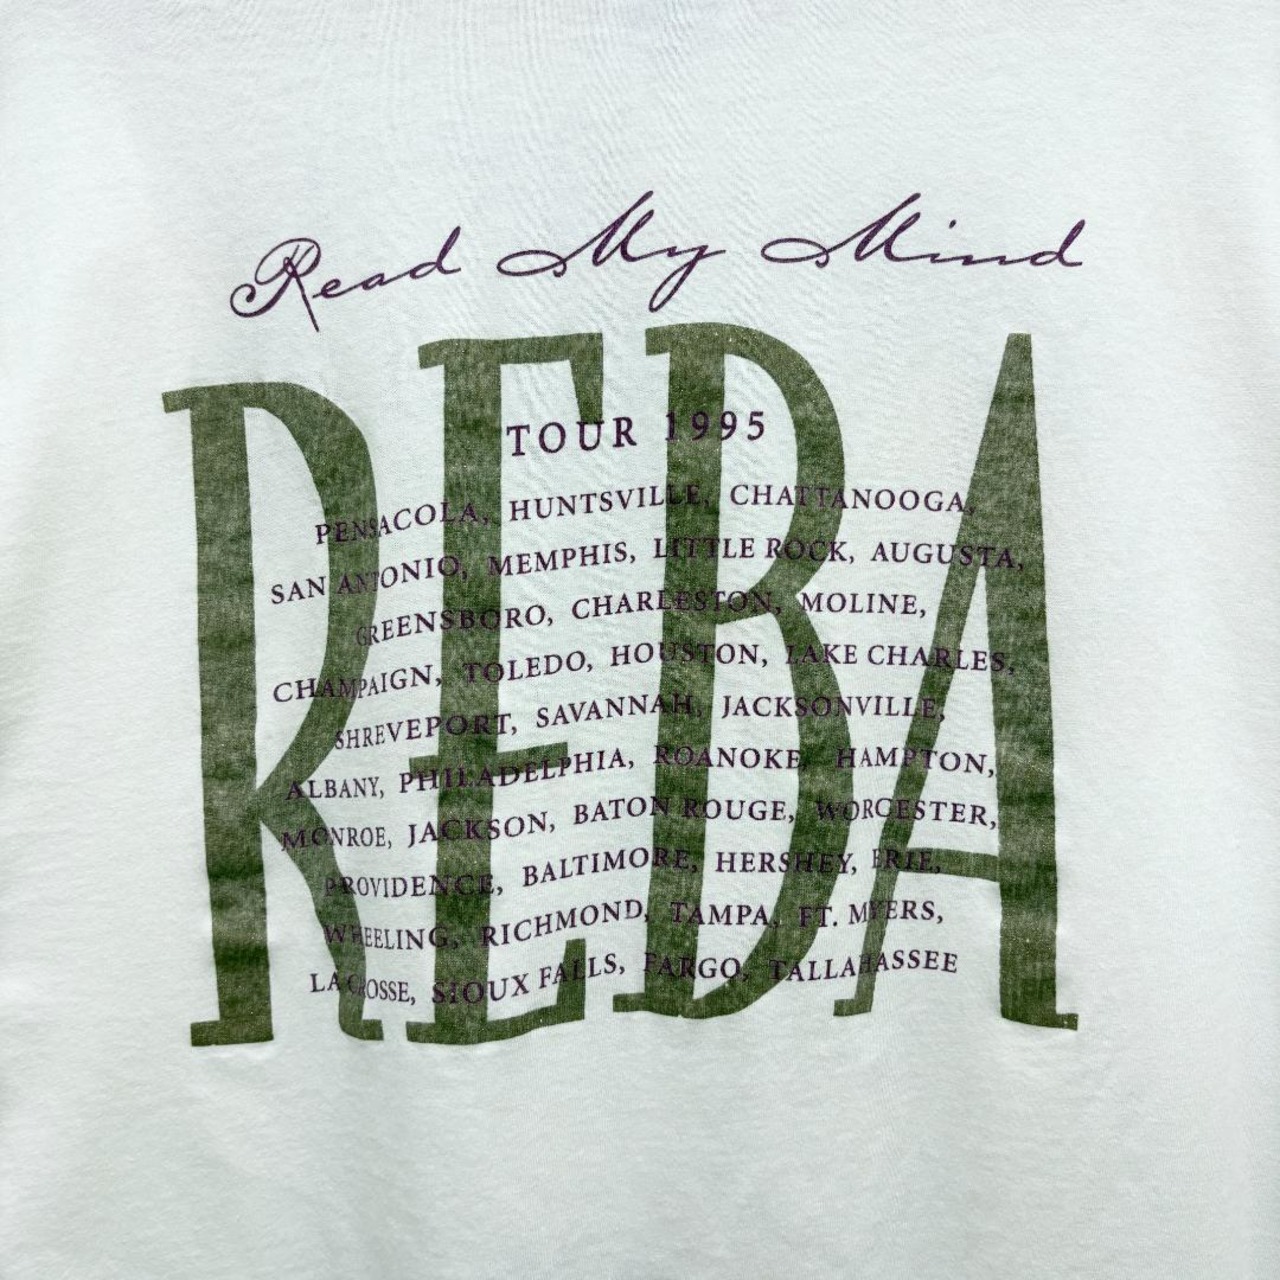 Read My Mind
REBA
TOUR 1995
PENSACOLA, HUNTSVILLE, CHATTANOOGA,
SAN ANTONIO, MEMPHIS, LITTLE ROCK, AUGUSTA,
GREENSBORO, CHARLESTON, MOLINE,
CHAMPAIGN, TOLEDO, HOUSTON, LAKE CHARLES,
SHREVEPORT, SAVANNAH, JACKSONVILLE,
ALBANY, PHILADELPHIA, ROANOKE, HAMPTON,
MONROE, JACKSON, BATON ROUGE, WORCESTER,
PROVIDENCE, BALTIMORE, HERSHEY, ERIE,
WHEELING, RICHMOND, TAMPA, FT. MYERS,
LA CROSSE, SIOUX FALLS, FARGO, TALLAHASSEE